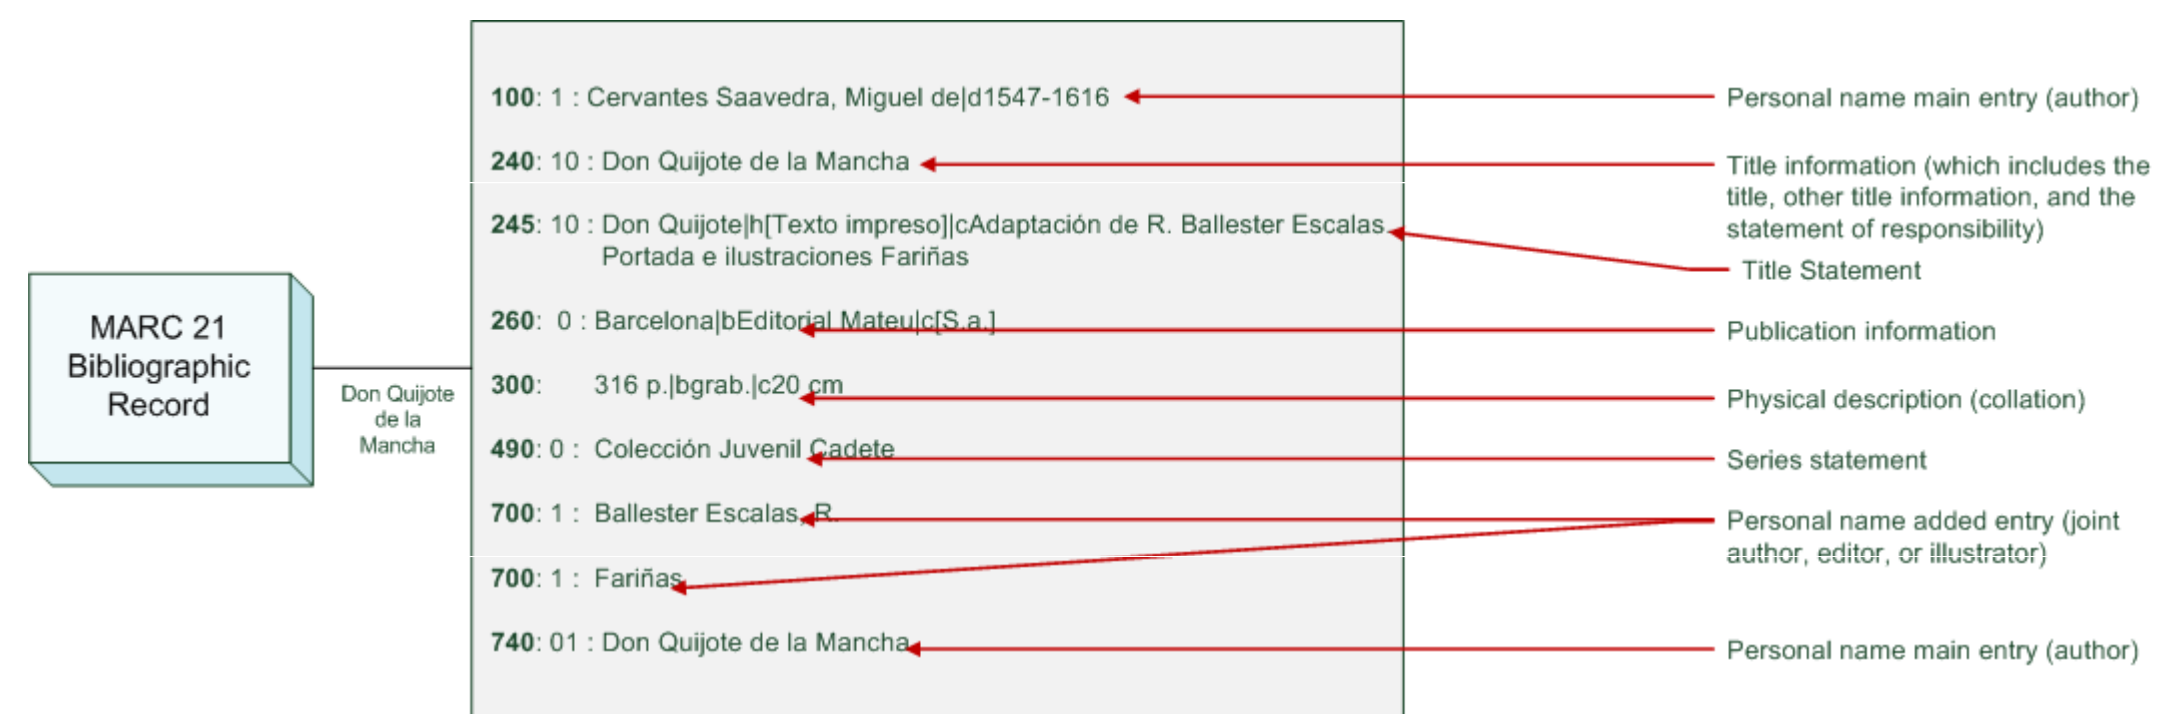 100: 1 : Cervantes Saavedra, Miguel de|d1547-1616
Personal name main entry (author)
240: 10 : Don Quijote de la Mancha
Title information (which includes the
title, other title information, and the
statement of responsibility)
245: 10 : Don Quijote|h[Texto impreso]|cAdaptación de R. Ballester Escalas
Portada e ilustraciones Fariñas
Title Statement
MARC 21
Bibliographic
Record
Don Quijote
de la
Mancha
260: 0 : Barcelona|bEditorial Mateu|c[S.a.]
Publication information
300: 316 p.|bgrab.|c20 cm
Physical description (collation)
490: 0 : Colección Juvenil Cadete
Series statement
700: 1 : Ballester Escalas, R.
Personal name added entry (joint
author, editor, or illustrator)
700: 1 : Fariñas
740: 01 : Don Quijote de la Mancha
Personal name main entry (author)